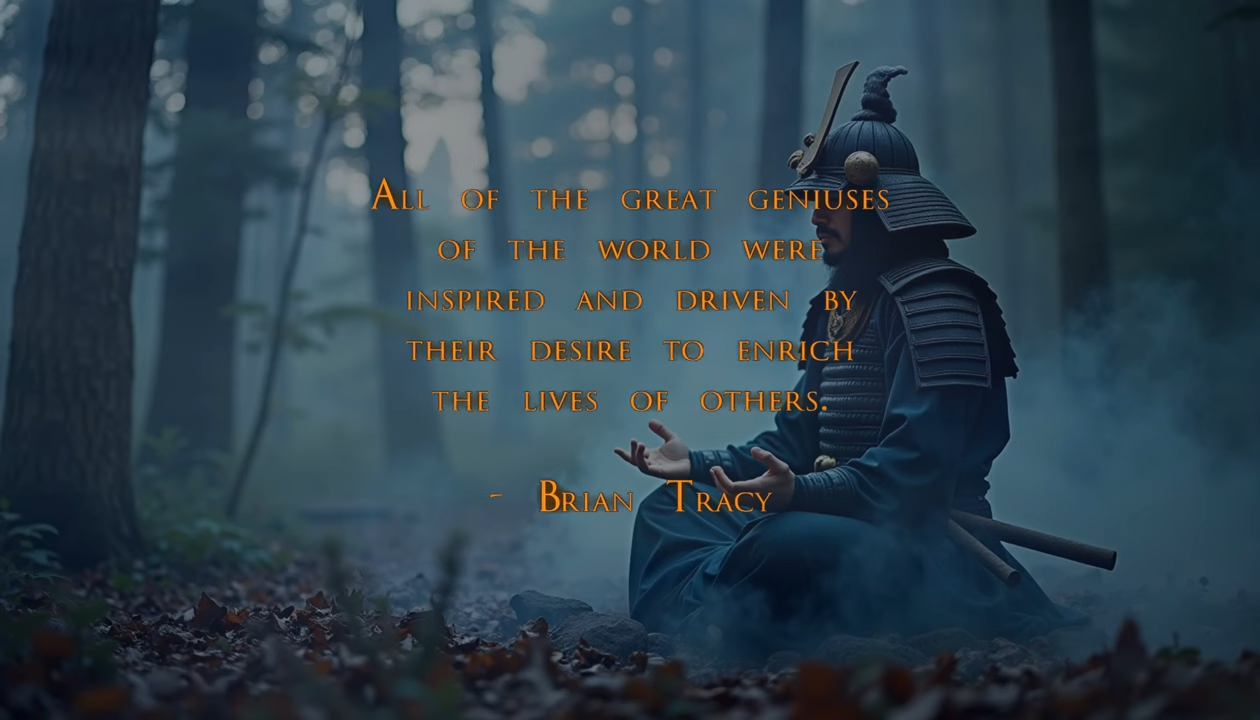 All of the great geniuses
of the world were
inspired and driven by
their desire to enrich
the lives of others.
- Brian Tracy